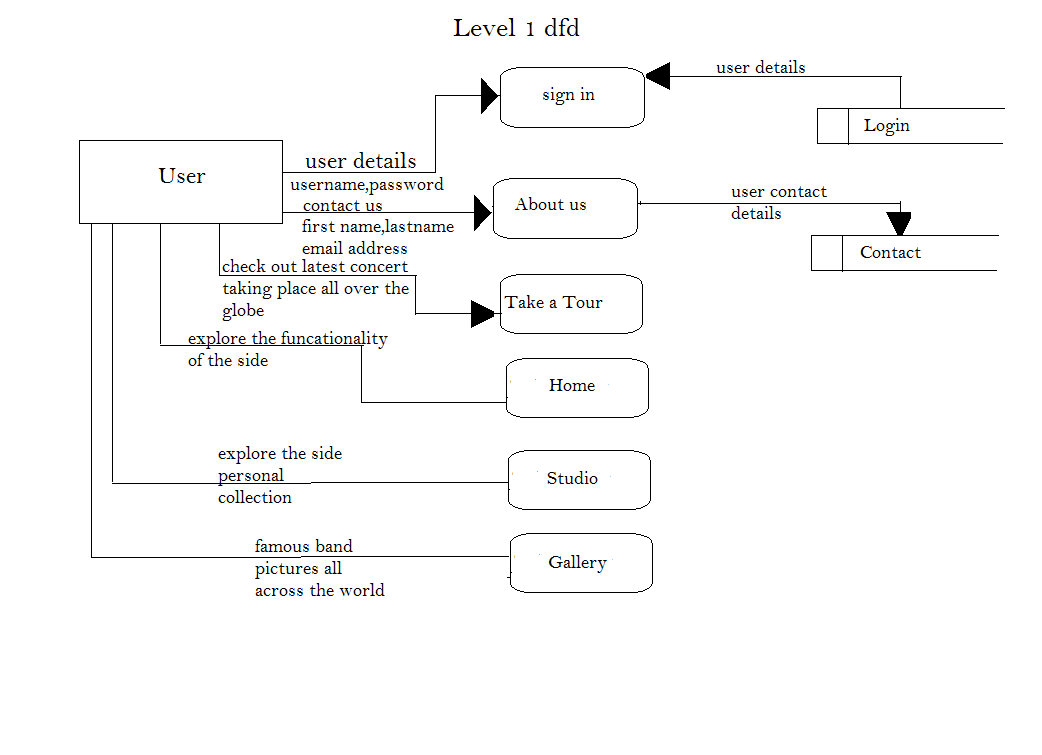 Level 1 dfd
user details
sign in
Login
user details
User
username,password
contact us
first name,lastname
email address
About us
user contact
details
Contact
check out latest concert
taking place all over the
globe
Take a Tour
explore the funcationality
of the side
Home
explore the side
personal
collection
Studio
famous band
pictures all
across the world
Gallery